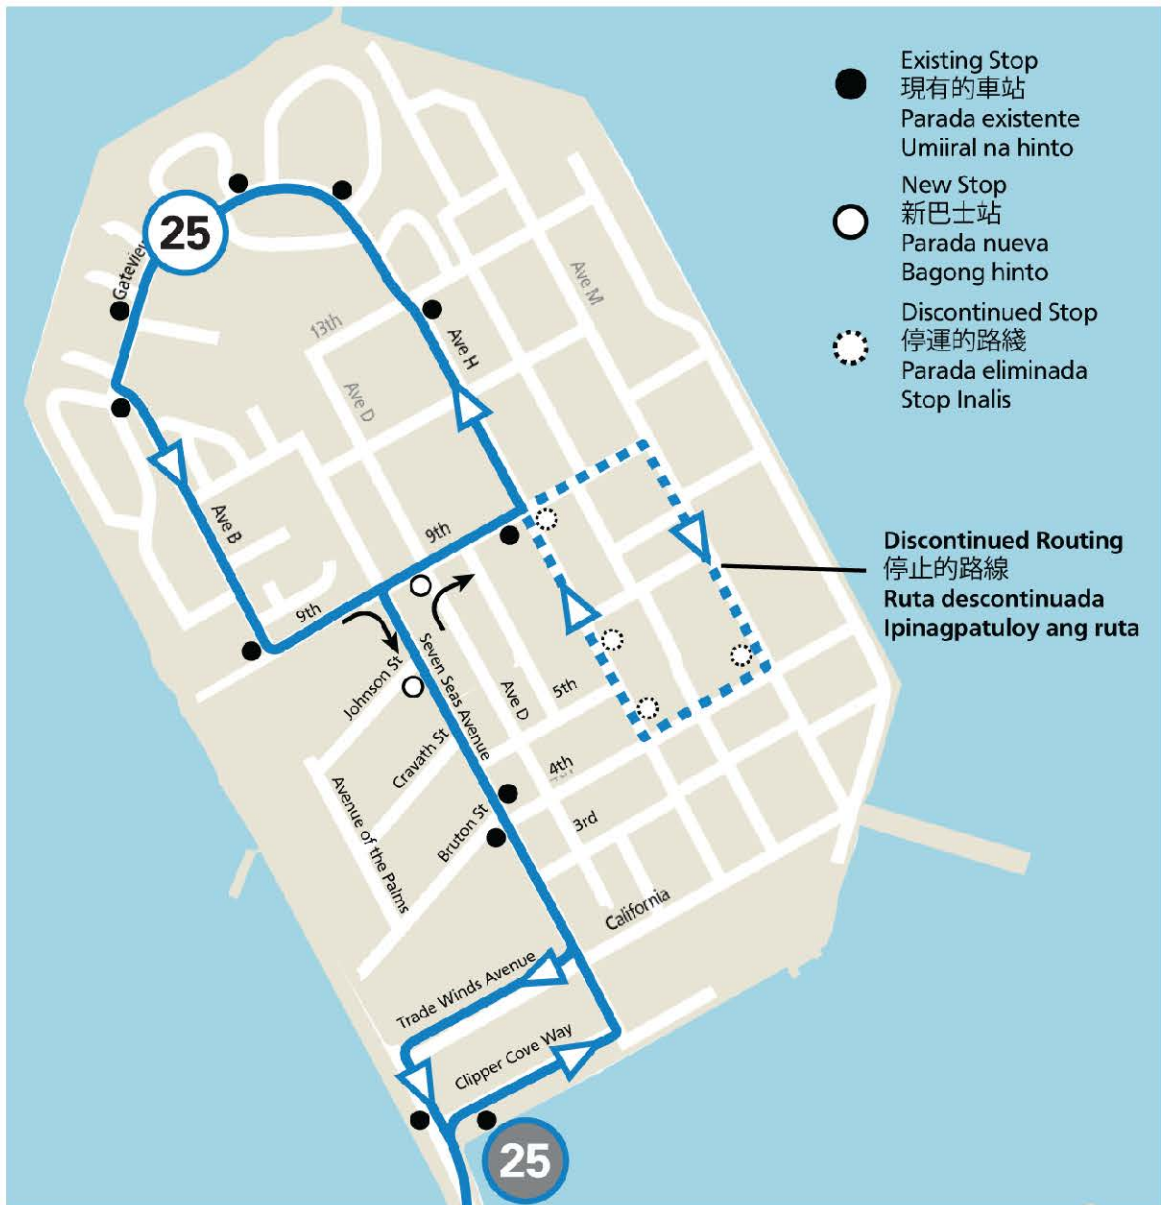 Existing Stop
現有的車站
Parada existente
Umiiral na hinto
New Stop
新巴士站
Parada nueva
Bagong hinto
Discontinued Stop
停運的路綫
Parada eliminada
Stop Inalis
Discontinued Routing
停止的路線
Ruta descontinuada
Ipinagpatuloy ang ruta
25
Gateview
13th
Ave M
Ave H
Ave D
Ave B
9th
9th
Johnson St
Seven Seas Avenue
Ave D
5th
Cravath St
4th
Avenue of the Palms
Bruton St
3rd
California
Trade Winds Avenue
Clipper Cove Way
25